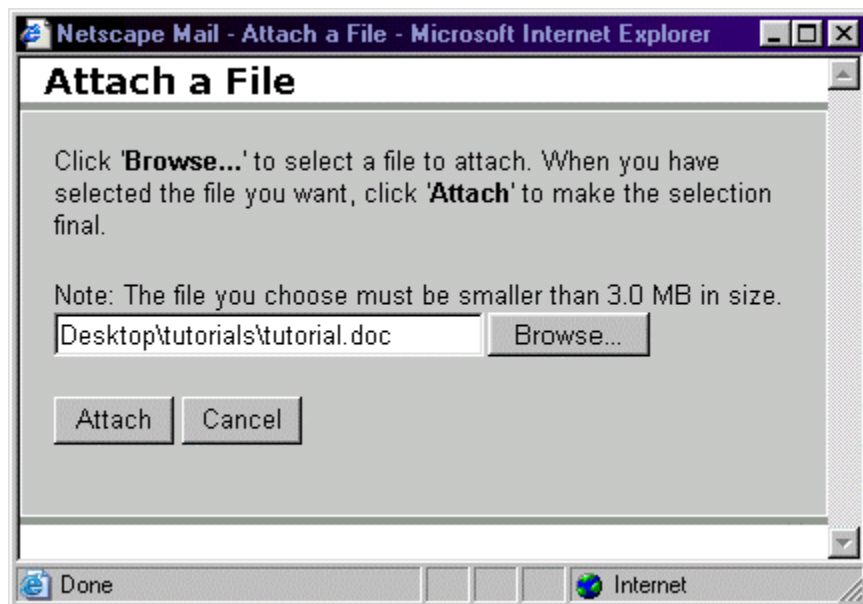 Netscape Mail - Attach a File - Microsoft Internet Explorer
Attach a File
Click 'Browse...' to select a file to attach. When you have
selected the file you want, click 'Attach' to make the selection
final.
Note: The file you choose must be smaller than 3.0 MB in size.
Desktop\tutorials\tutorial.doc Browse...
Attach Cancel
Done Internet